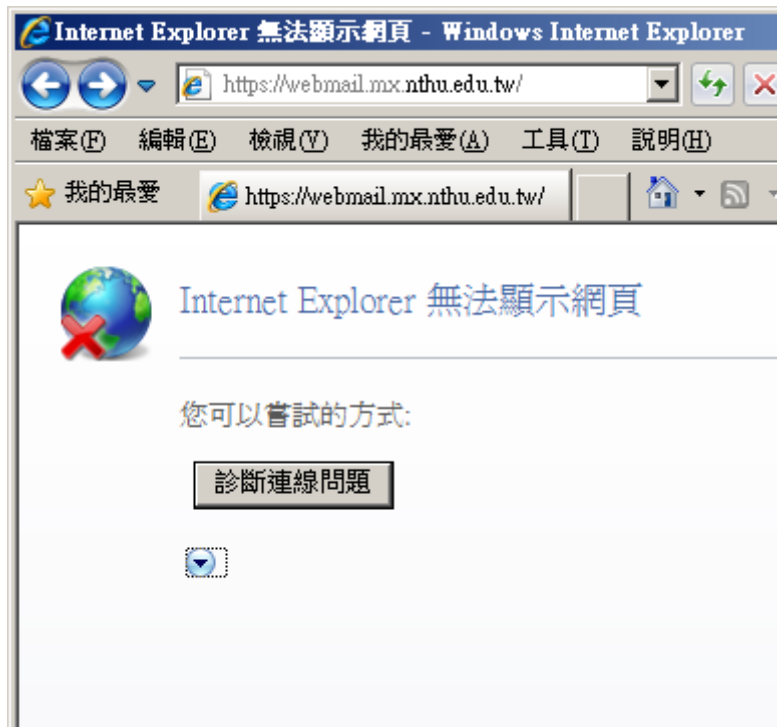 Internet Explorer 無法顯示網頁 - Windows Internet Explorer
https://webmail.mx.nthu.edu.tw/
檔案(F) 編輯(E) 檢視(V) 我的最愛(A) 工具(T) 說明(H)
我的最愛 https://webmail.mx.nthu.edu.tw/
Internet Explorer 無法顯示網頁
您可以嘗試的方式:
診斷連線問題